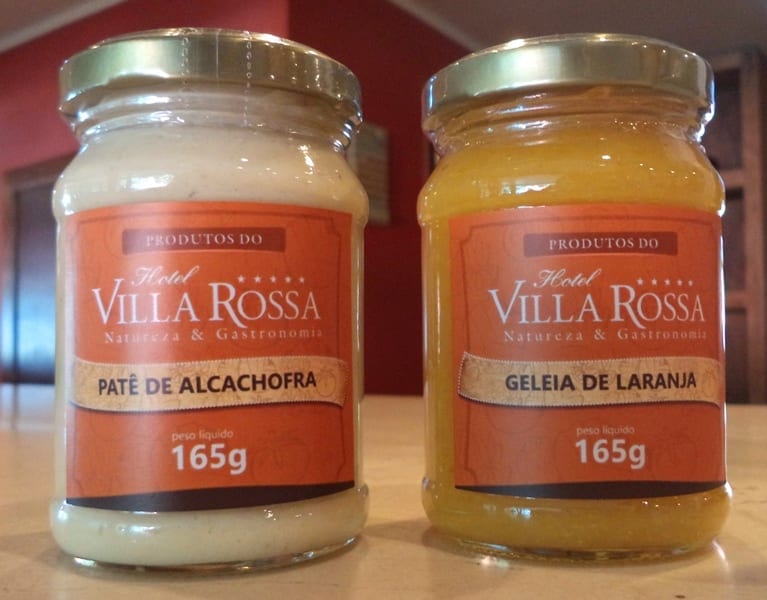 PRODUTOS DO
Hotel
★★★★★
VILLA ROSSA
Natureza & Gastronomia
PATÊ DE ALCACHOFRA
peso líquido
165g
PRODUTOS DO
Hotel
★★★★★
VILLA ROSSA
Natureza & Gastronomia
GELEIA DE LARANJA
peso líquido
165g